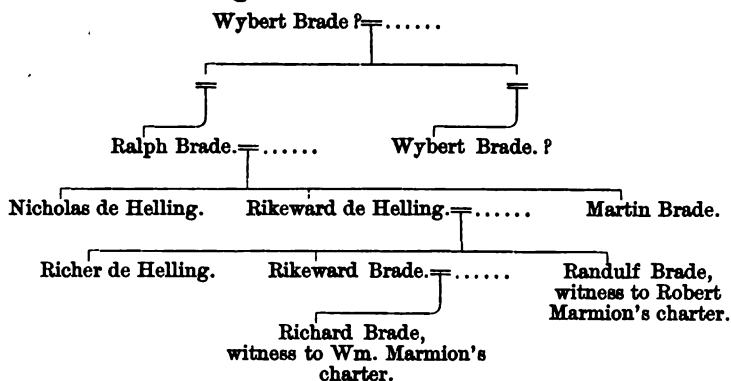 Wybert Brade ?=......
Ralph Brade.=...... Wybert Brade. ?
Nicholas de Helling. Rikeward de Helling.=...... Martin Brade.
Richer de Helling. Rikeward Brade.=...... Randulf Brade,
witness to Robert
Marmion's charter.
Richard Brade,
witness to Wm. Marmion's
charter.